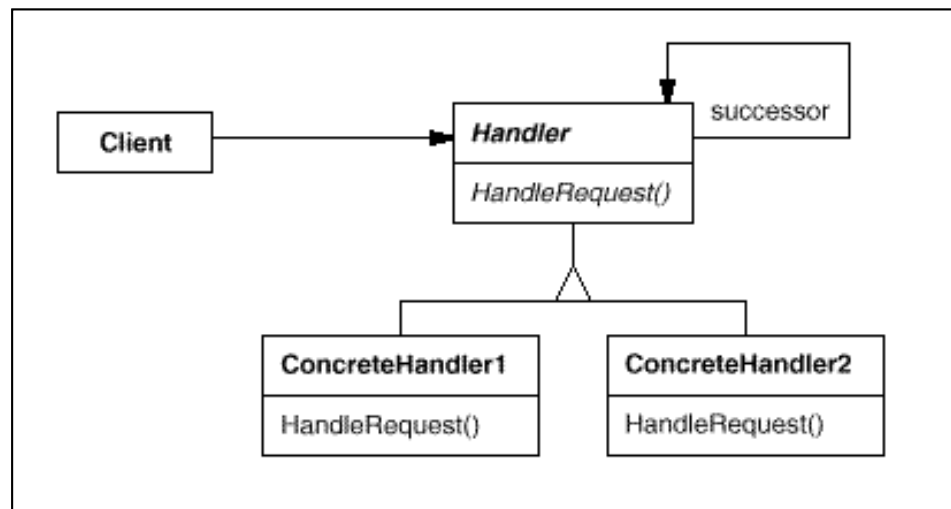 successor
Client
Handler
HandleRequest()
ConcreteHandler1
ConcreteHandler2
HandleRequest()
HandleRequest()